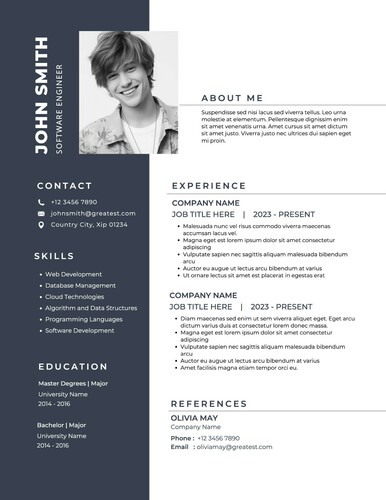 JOHN SMITH
SOFTWARE ENGINEER
ABOUT ME
Suspendisse sed nisi lacus sed viverra tellus. Leo urna
molestie at elementum. Pellentesque dignissim enim
sit amet venenatis urna. Amet cursus sit amet dictum
sit amet justo. Viverra justo nec ultrices dui sapien eget
mi proin.
CONTACT
+12 3456 7890
johnsmith@greatest.com
Country City, Xip 01234
SKILLS
Web Development
Database Management
Cloud Technologies
Algorithm and Data Structures
Programming Languages
Software Development
EDUCATION
Master Degrees | Major
University Name
2014 - 2016
Bachelor | Major
University Name
2014 - 2016
EXPERIENCE
COMPANY NAME
JOB TITLE HERE | 2023 - PRESENT
Malesuada nunc vel risus commodo viverra maecenas
accumsan lacus vel.
Magna eget est lorem ipsum dolor sit amet consectetur
adipiscing
Vulputate sapien nec sagittis aliquam malesuada bibendum
arcu
Auctor eu augue ut lectus arcu bibendum at varius
Ut ornare lectus sit amet est placerat in egestas erat
COMPANY NAME
JOB TITLE HERE | 2023 - PRESENT
Diam maecenas sed enim ut sem viverra aliquet eget. Eget arcu
dictum varius duis at consectetur lorem donec massa.
Magna eget est lorem ipsum dolor sit amet consectetur
adipiscing
Vulputate sapien nec sagittis aliquam malesuada bibendum
arcu
Auctor eu augue ut lectus arcu bibendum at varius
Amet facilisis magna etiam tempor orci eu.
REFERENCES
OLIVIA MAY
Company Name
Phone : +12 3456 7890
Email : oliviamay@greatest.com